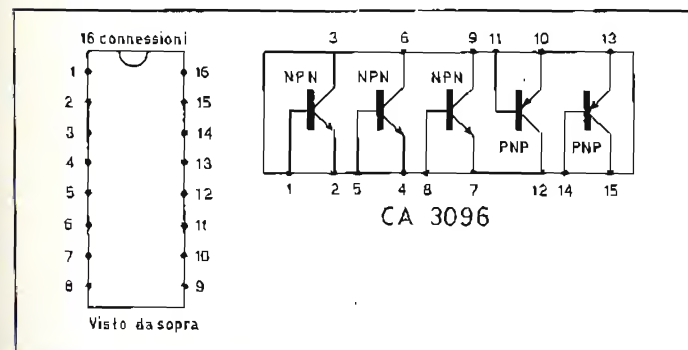 16 connessioni
1 16
2 15
3 14
4 13
5 12
6 11
7 10
8 9
Visto da sopra
3 6 9 11 10 13
NPN NPN NPN
PNP PNP
1 2 5 4 8 7 12 14 15
CA 3096